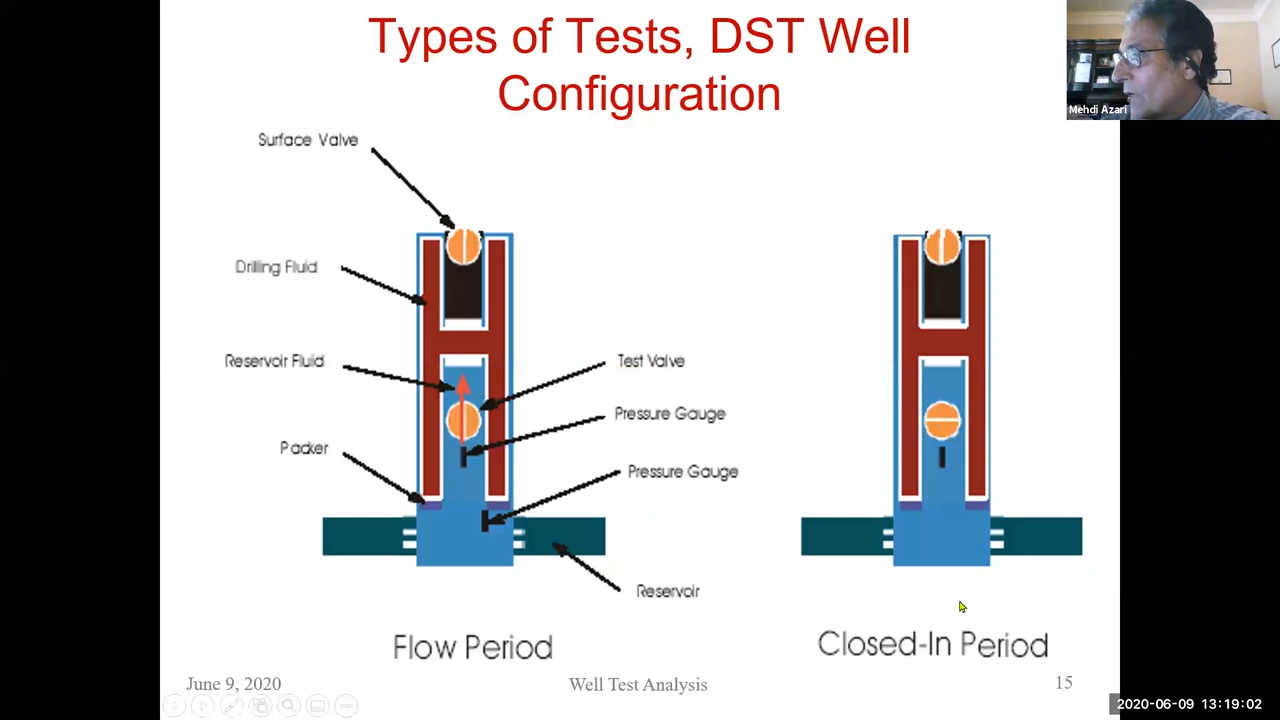 Types of Tests, DST Well
Configuration
Mehdi Azari
Surface Valve
Drilling Fluid
Reservoir Fluid
Test Valve
Pressure Gauge
Packer
Pressure Gauge
Reservoir
Flow Period
Closed-In Period
June 9, 2020
Well Test Analysis
15
2020-06-09 13:19:02